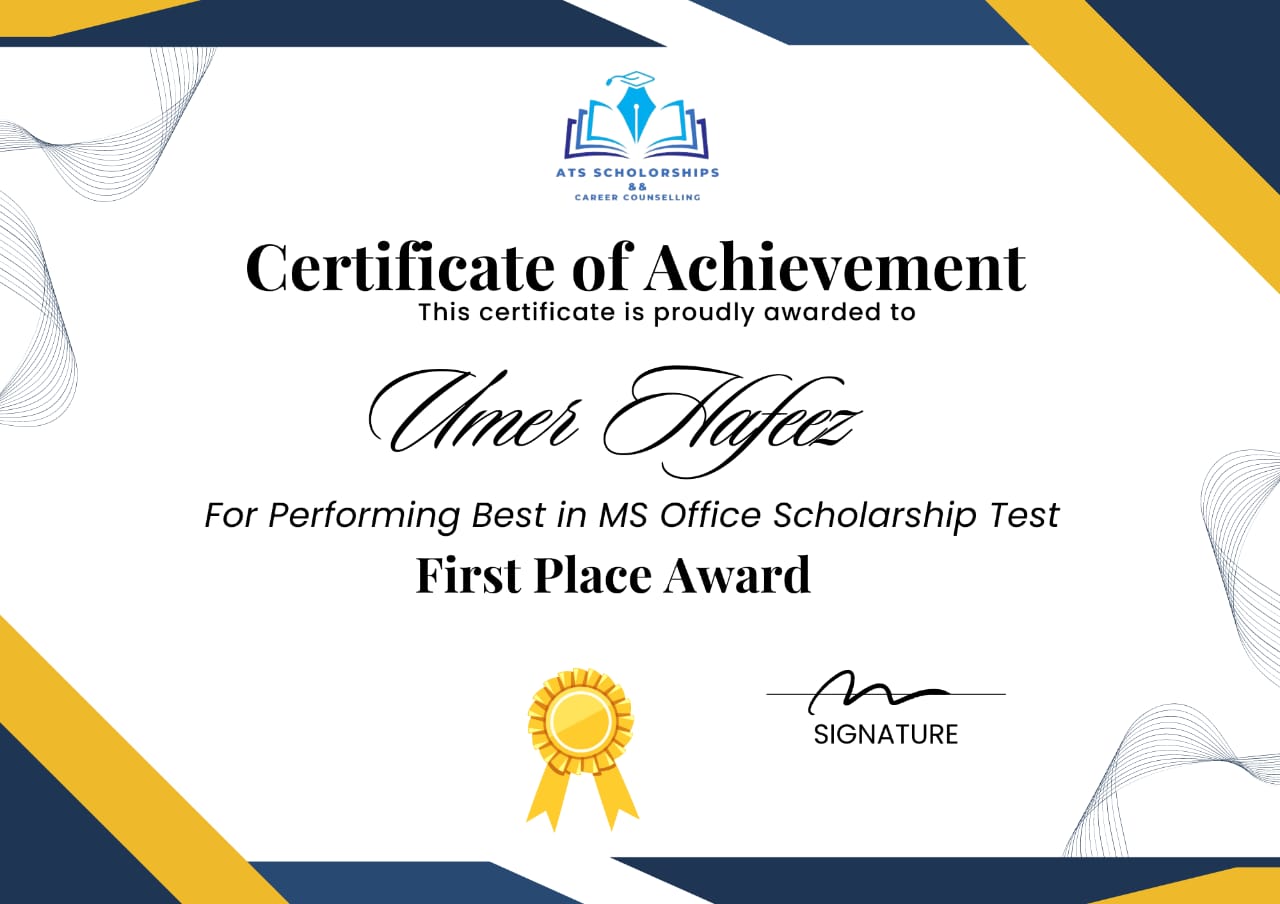 ATS SCHOLORSHIPS
&&
CAREER COUNSELLING
Certificate of Achievement
This certificate is proudly awarded to
Umer Hafeez
For Performing Best in MS Office Scholarship Test
First Place Award
SIGNATURE